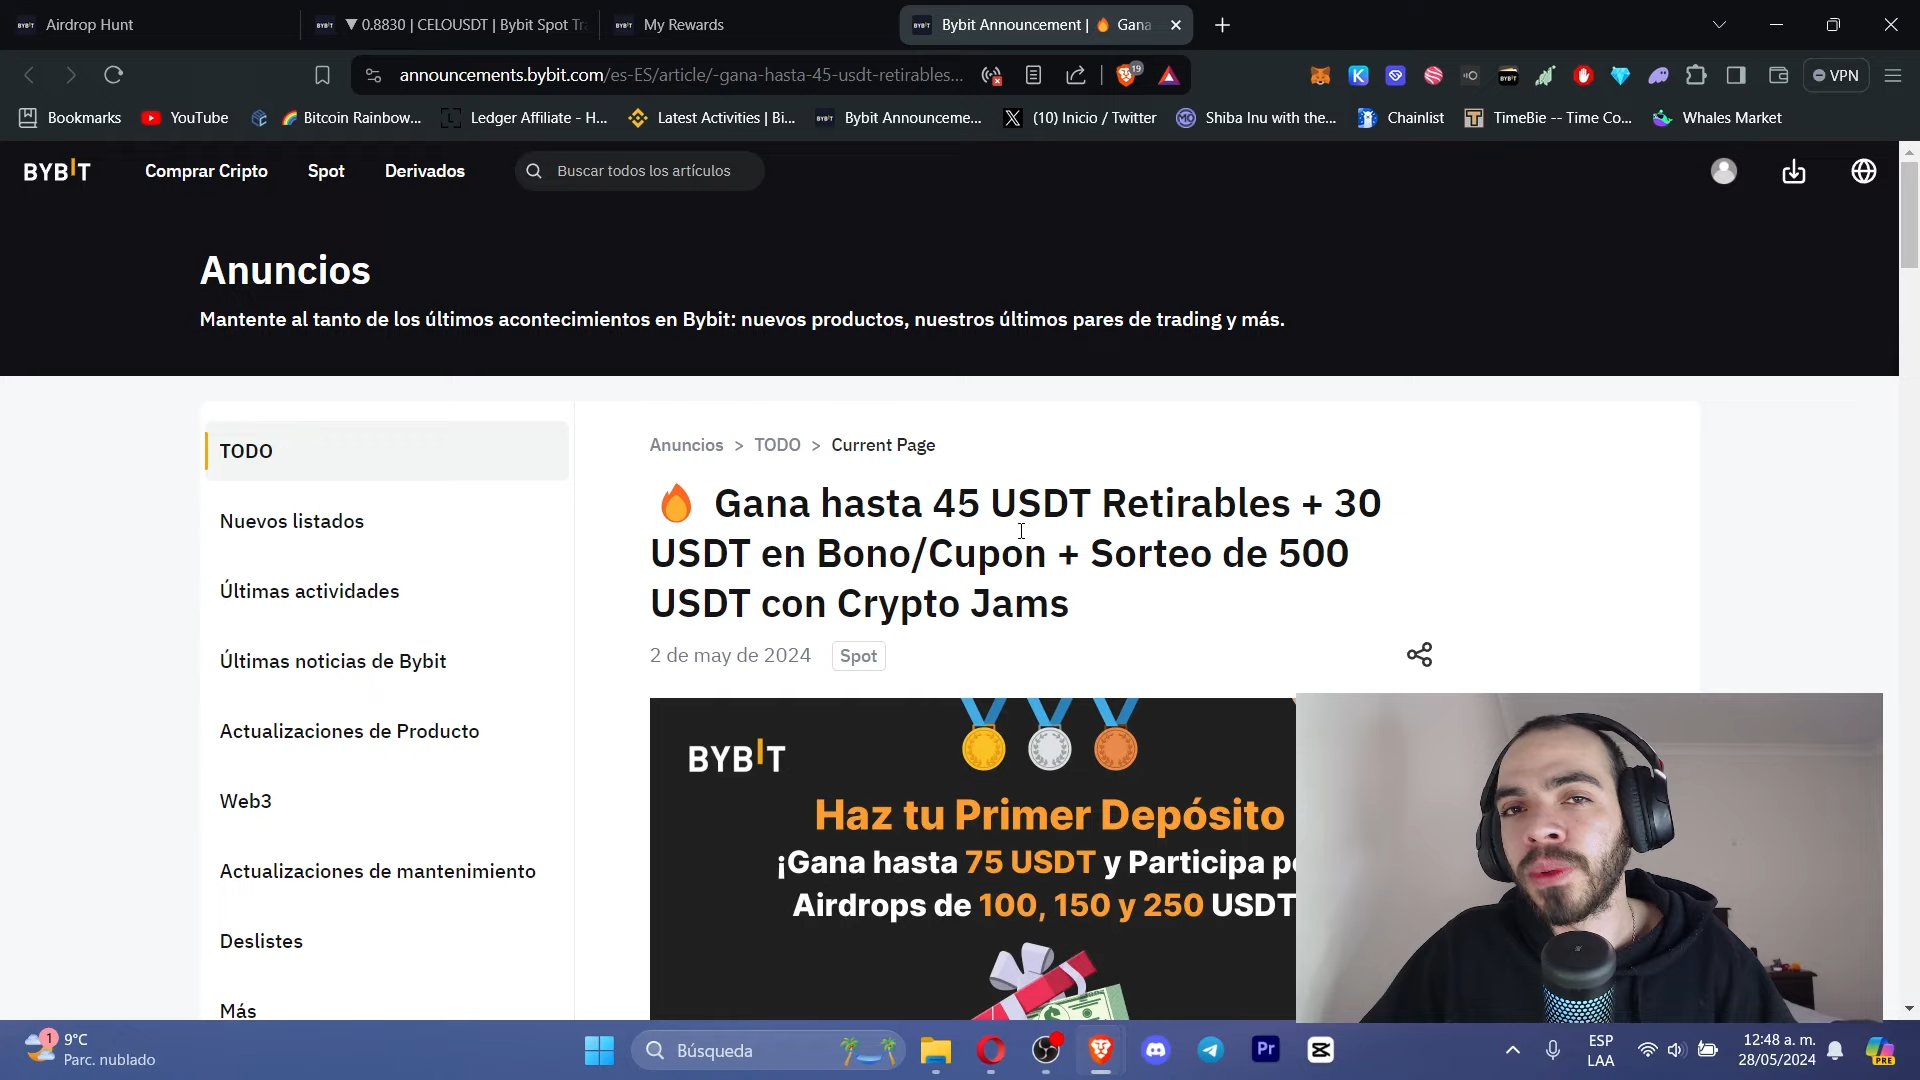 Airdrop Hunt
▼ 0.8830 | CELOUSDT | Bybit Spot Tr
My Rewards
Bybit Announcement | 🔥 Gana
announcements.bybit.com/es-ES/article/-gana-hasta-45-usdt-retirables...
19
VPN
Bookmarks
YouTube
Bitcoin Rainbow...
Ledger Affiliate - H...
Latest Activities | Bi...
Bybit Announceme...
(10) Inicio / Twitter
Shiba Inu with the...
Chainlist
TimeBie -- Time Co...
Whales Market
BYBIT
Comprar Cripto
Spot
Derivados
Buscar todos los artículos
Anuncios
Mantente al tanto de los últimos acontecimientos en Bybit: nuevos productos, nuestros últimos pares de trading y más.
TODO
Nuevos listados
Últimas actividades
Últimas noticias de Bybit
Actualizaciones de Producto
Web3
Actualizaciones de mantenimiento
Deslistes
Más
Anuncios > TODO > Current Page
🔥 Gana hasta 45 USDT Retirables + 30
USDT en Bono/Cupon + Sorteo de 500
USDT con Crypto Jams
2 de may de 2024
Spot
BYBIT
Haz tu Primer Depósito
¡Gana hasta 75 USDT y Participa p
Airdrops de 100, 150 y 250 USDT
1
9°C
Parc. nublado
Búsqueda
Pr
ESP
LAA
12:48 a. m.
28/05/2024
PRE